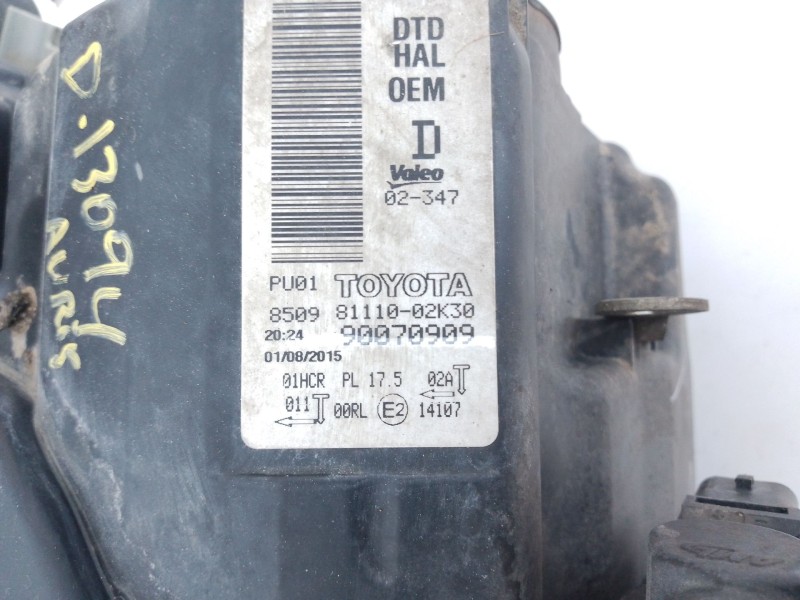 D.13094
AURIS
DTD
HAL
OEM
D
Valeo
02-347
PU01 TOYOTA
8509 81110-02K30
20:24 90070909
01/08/2015
01HCR PL 17.5 02A
011 00RL E2 14107